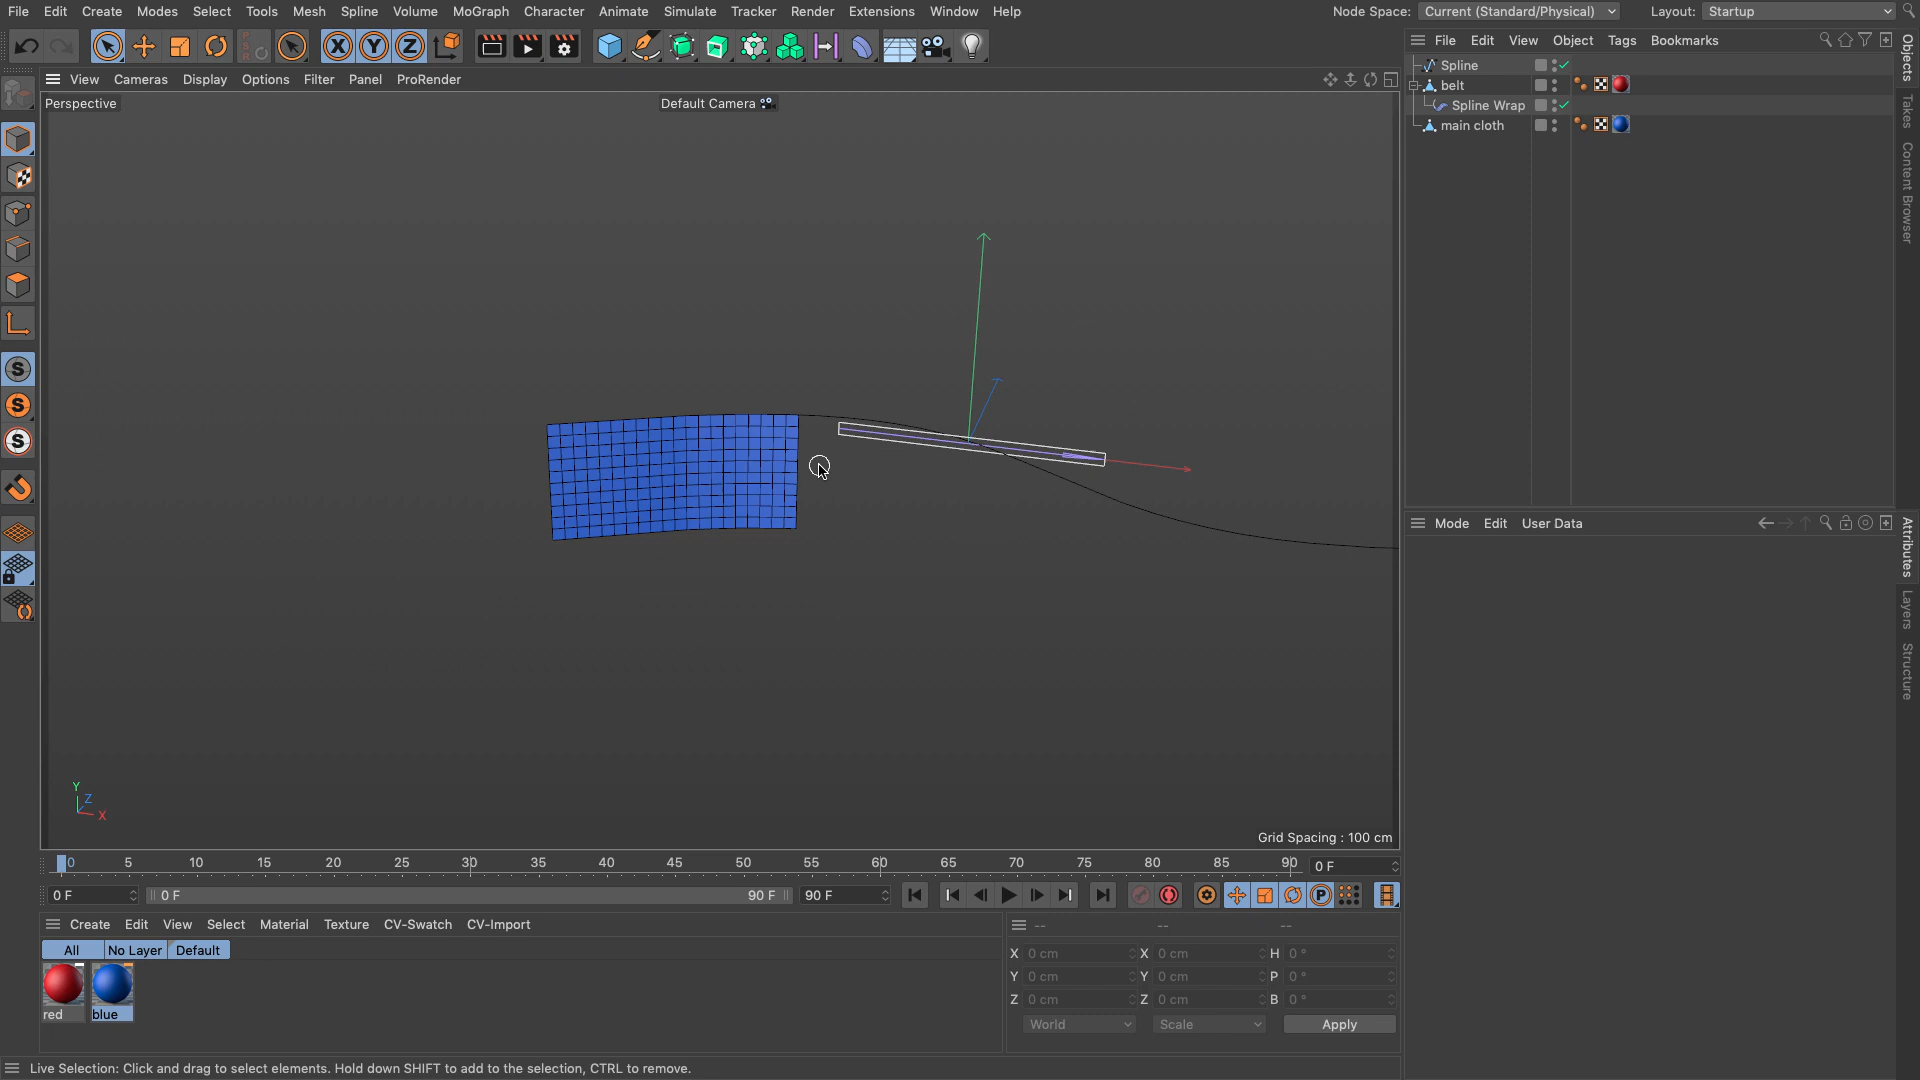 File Edit Create Modes Select Tools Mesh Spline Volume MoGraph Character Animate Simulate Tracker Render Extensions Window Help Node Space: Current (Standard/Physical) Layout: Startup
File Edit View Object Tags Bookmarks
Objects
Takes
Content Browser
Spline
belt
Spline Wrap
main cloth
View Cameras Display Options Filter Panel ProRender
Perspective Default Camera
P
S
R
X Y Z
S
S
S
Y
Z
X
Grid Spacing : 100 cm
Mode Edit User Data
Attributes
Layers
Structure
0 5 10 15 20 25 30 35 40 45 50 55 60 65 70 75 80 85 90 0 F
0 F 0 F 90 F 90 F
P
Create Edit View Select Material Texture CV-Swatch CV-Import
All No Layer Default
red blue
-- -- --
X 0 cm X 0 cm H 0 °
Y 0 cm Y 0 cm P 0 °
Z 0 cm Z 0 cm B 0 °
World Scale Apply
Live Selection: Click and drag to select elements. Hold down SHIFT to add to the selection, CTRL to remove.